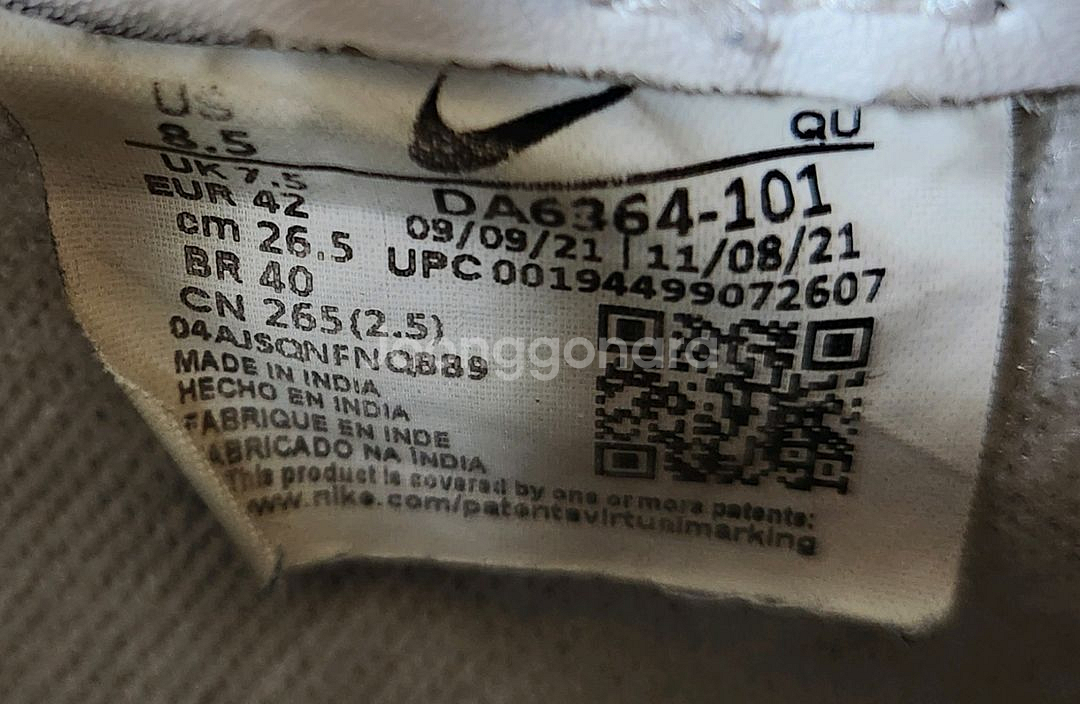 US
8.5
QU
UK 7.5
EUR 42
cm 26.5
BR 40
CN 265(2.5)
DA6364-101
09/09/21 | 11/08/21
UPC 00194499072607
04AJSQNFNQ889
MADE IN INDIA
HECHO EN INDIA
FABRIQUE EN INDE
FABRICADO NA INDIA
This product is covered by one or more patents:
www.nike.com/patentsvirtualmarking
joonggonara